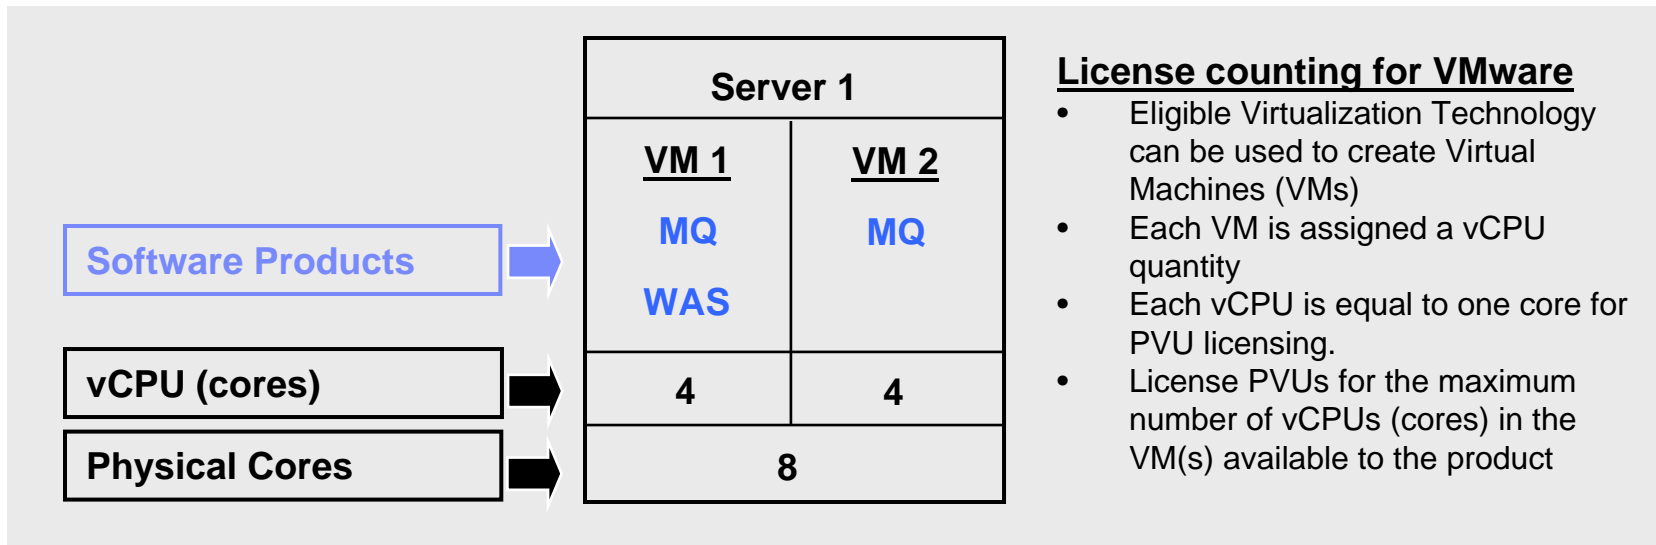 Server 1
VM 1
VM 2
MQ
MQ
WAS
Software Products
vCPU (cores)
4
4
Physical Cores
8
License counting for VMware
• Eligible Virtualization Technology
can be used to create Virtual
Machines (VMs)
• Each VM is assigned a vCPU
quantity
• Each vCPU is equal to one core for
PVU licensing.
• License PVUs for the maximum
number of vCPUs (cores) in the
VM(s) available to the product